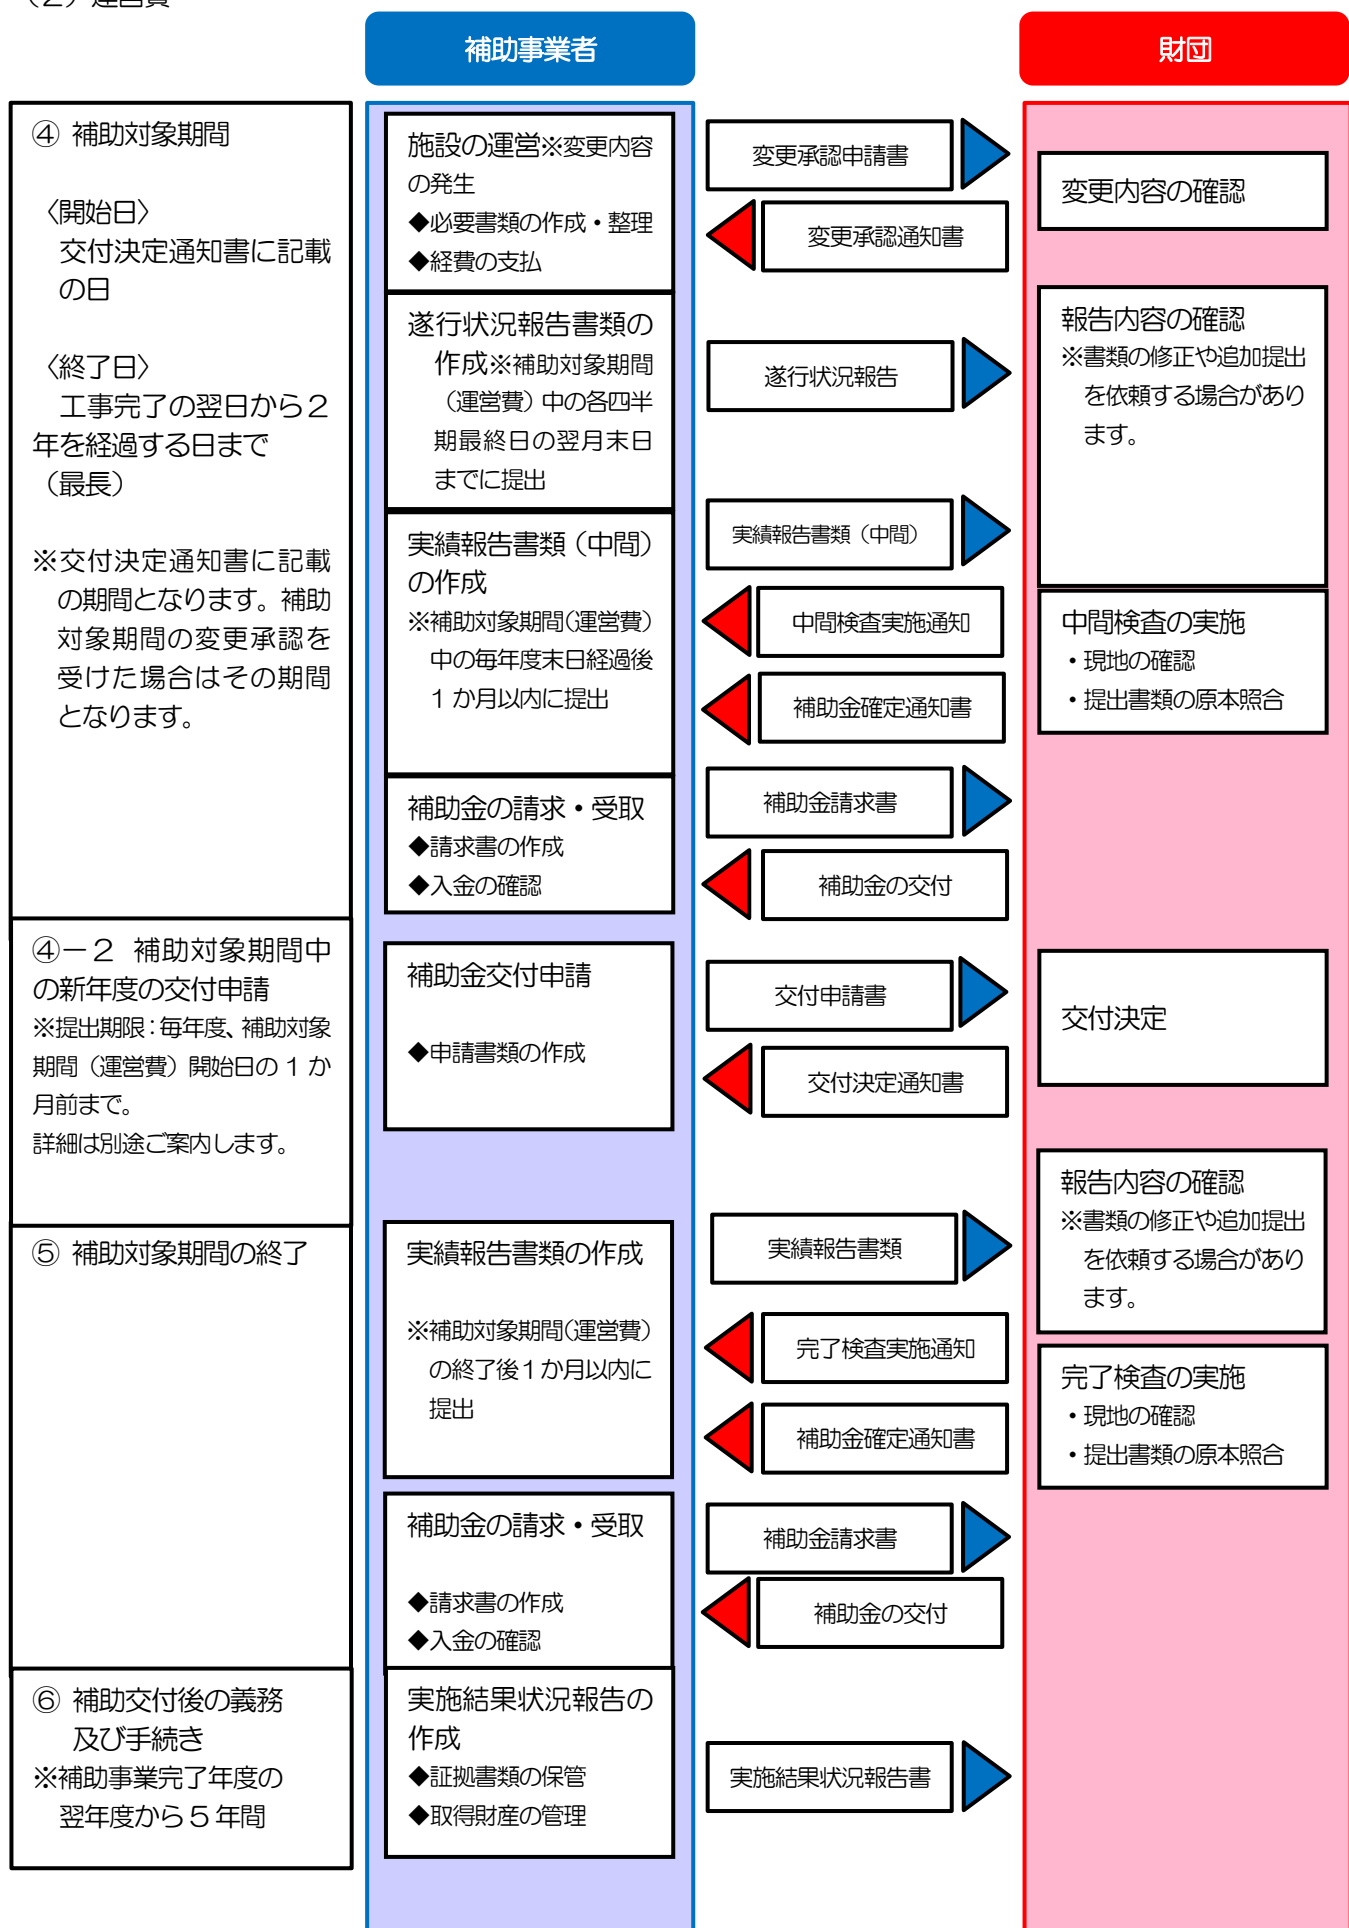 （２）運営費
補助事業者
財団
④ 補助対象期間
〈開始日〉
交付決定通知書に記載
の日
〈終了日〉
工事完了の翌日から２
年を経過する日まで
（最長）
※交付決定通知書に記載
の期間となります。補助
対象期間の変更承認を
受けた場合はその期間
となります。
施設の運営※変更内容
の発生
◆必要書類の作成・整理
◆経費の支払
変更承認申請書
変更承認通知書
変更内容の確認
遂行状況報告書類の
作成※補助対象期間
（運営費）中の各四半
期最終日の翌月末日
までに提出
遂行状況報告
報告内容の確認
※書類の修正や追加提出
を依頼する場合があり
ます。
実績報告書類（中間）
の作成
※補助対象期間（運営費）
中の毎年度末日経過後
１か月以内に提出
実績報告書類（中間）
中間検査実施通知
補助金確定通知書
中間検査の実施
・現地の確認
・提出書類の原本照合
補助金の請求・受取
◆請求書の作成
◆入金の確認
補助金請求書
補助金の交付
④－２ 補助対象期間中
の新年度の交付申請
※提出期限：毎年度、補助対象
期間（運営費）開始日の１か
月前まで。
詳細は別途ご案内します。
補助金交付申請
◆申請書類の作成
交付申請書
交付決定通知書
交付決定
⑤ 補助対象期間の終了
実績報告書類の作成
※補助対象期間（運営費）
の終了後１か月以内に
提出
実績報告書類
完了検査実施通知
補助金確定通知書
報告内容の確認
※書類の修正や追加提出
を依頼する場合があり
ます。
完了検査の実施
・現地の確認
・提出書類の原本照合
補助金の請求・受取
◆請求書の作成
◆入金の確認
補助金請求書
補助金の交付
⑥ 補助交付後の義務
及び手続き
※補助事業完了年度の
翌年度から５年間
実施結果状況報告の
作成
◆証拠書類の保管
◆取得財産の管理
実施結果状況報告書